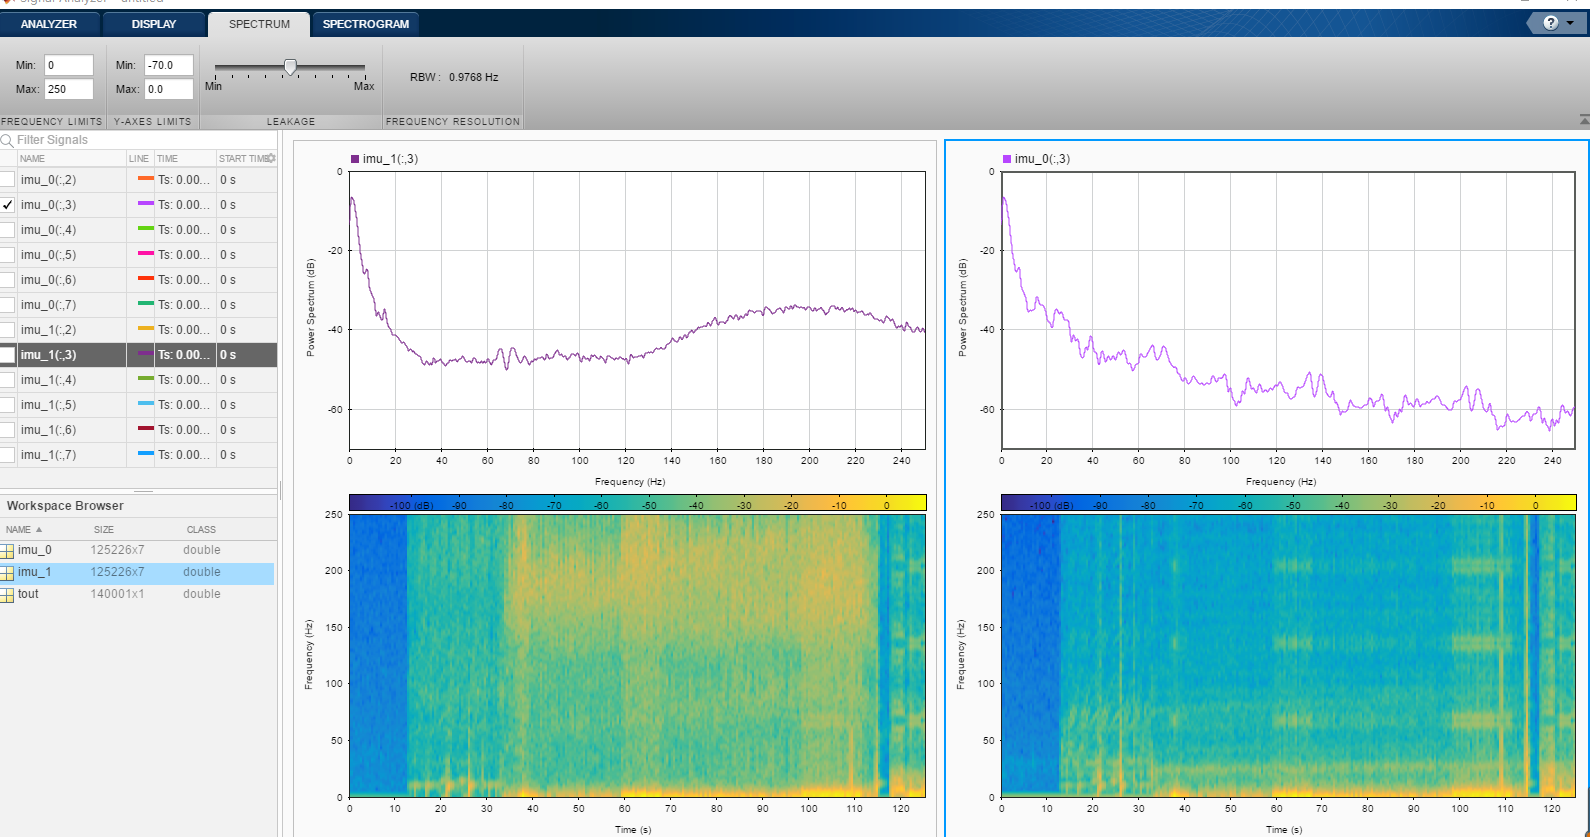 Signal Analyzer - untitled
ANALYZER DISPLAY SPECTRUM SPECTROGRAM
?
Min: 0 Min: -70.0
Max: 250 Max: 0.0
Min Max
RBW : 0.9768 Hz
FREQUENCY LIMITS Y-AXES LIMITS LEAKAGE FREQUENCY RESOLUTION
Filter Signals
NAME LINE TIME START TIME
imu_0(:,2) Ts: 0.00... 0 s
imu_0(:,3) Ts: 0.00... 0 s
imu_0(:,4) Ts: 0.00... 0 s
imu_0(:,5) Ts: 0.00... 0 s
imu_0(:,6) Ts: 0.00... 0 s
imu_0(:,7) Ts: 0.00... 0 s
imu_1(:,2) Ts: 0.00... 0 s
imu_1(:,3) Ts: 0.00... 0 s
imu_1(:,4) Ts: 0.00... 0 s
imu_1(:,5) Ts: 0.00... 0 s
imu_1(:,6) Ts: 0.00... 0 s
imu_1(:,7) Ts: 0.00... 0 s
Workspace Browser
NAME SIZE CLASS
imu_0 125226x7 double
imu_1 125226x7 double
tout 140001x1 double
imu_1(:,3)
0
-20
-40
-60
Power Spectrum (dB)
0 20 40 60 80 100 120 140 160 180 200 220 240
Frequency (Hz)
-100 (dB) -90 -80 -70 -60 -50 -40 -30 -20 -10 0
250
200
150
100
50
0
Frequency (Hz)
0 10 20 30 40 50 60 70 80 90 100 110 120
Time (s)
imu_0(:,3)
0
-20
-40
-60
Power Spectrum (dB)
0 20 40 60 80 100 120 140 160 180 200 220 240
Frequency (Hz)
-100 (dB) -90 -80 -70 -60 -50 -40 -30 -20 -10 0
250
200
150
100
50
0
Frequency (Hz)
0 10 20 30 40 50 60 70 80 90 100 110 120
Time (s)